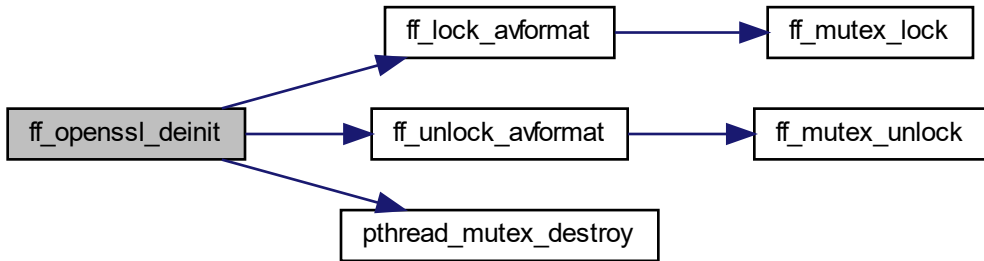 ff_openssl_deinit
ff_lock_avformat
ff_mutex_lock
ff_unlock_avformat
ff_mutex_unlock
pthread_mutex_destroy